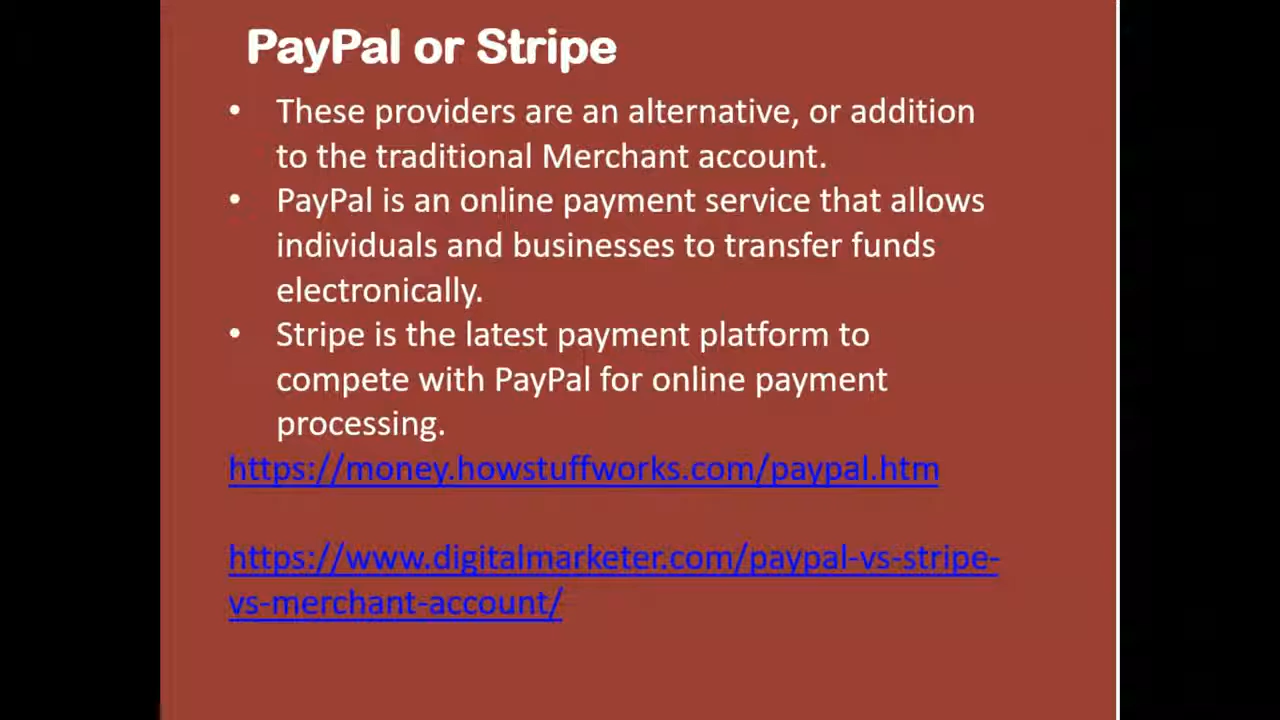 PayPal or Stripe
• These providers are an alternative, or addition
to the traditional Merchant account.
• PayPal is an online payment service that allows
individuals and businesses to transfer funds
electronically.
• Stripe is the latest payment platform to
compete with PayPal for online payment
processing.
https://money.howstuffworks.com/paypal.htm
https://www.digitalmarketer.com/paypal-vs-stripe-
vs-merchant-account/